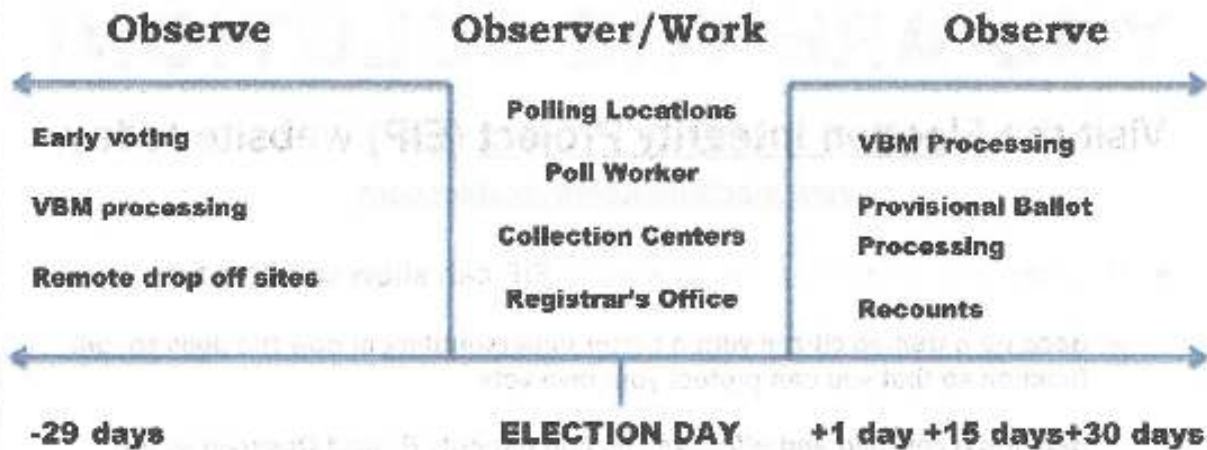 Observe Observer/Work Observe
Polling Locations
Early voting VBM Processing
Poll Worker
VBM processing Provisional Ballot
Collection Centers Processing
Remote drop off sites
Registrar's Office Recounts
-29 days ELECTION DAY +1 day +15 days+30 days